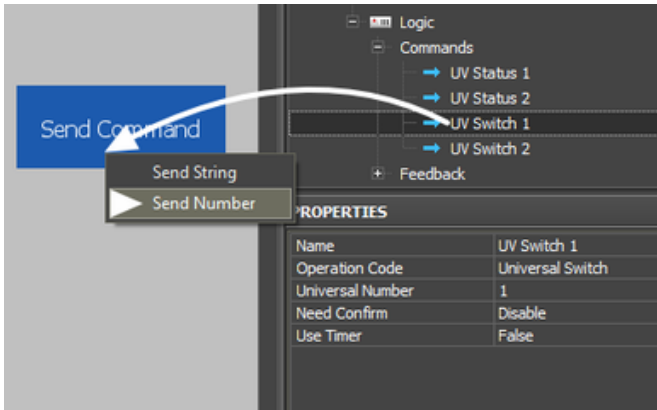 Logic
Commands
UV Status 1
UV Status 2
UV Switch 1
UV Switch 2
Feedback
Send Command
Send String
Send Number
PROPERTIES
Name UV Switch 1
Operation Code Universal Switch
Universal Number 1
Need Confirm Disable
Use Timer False